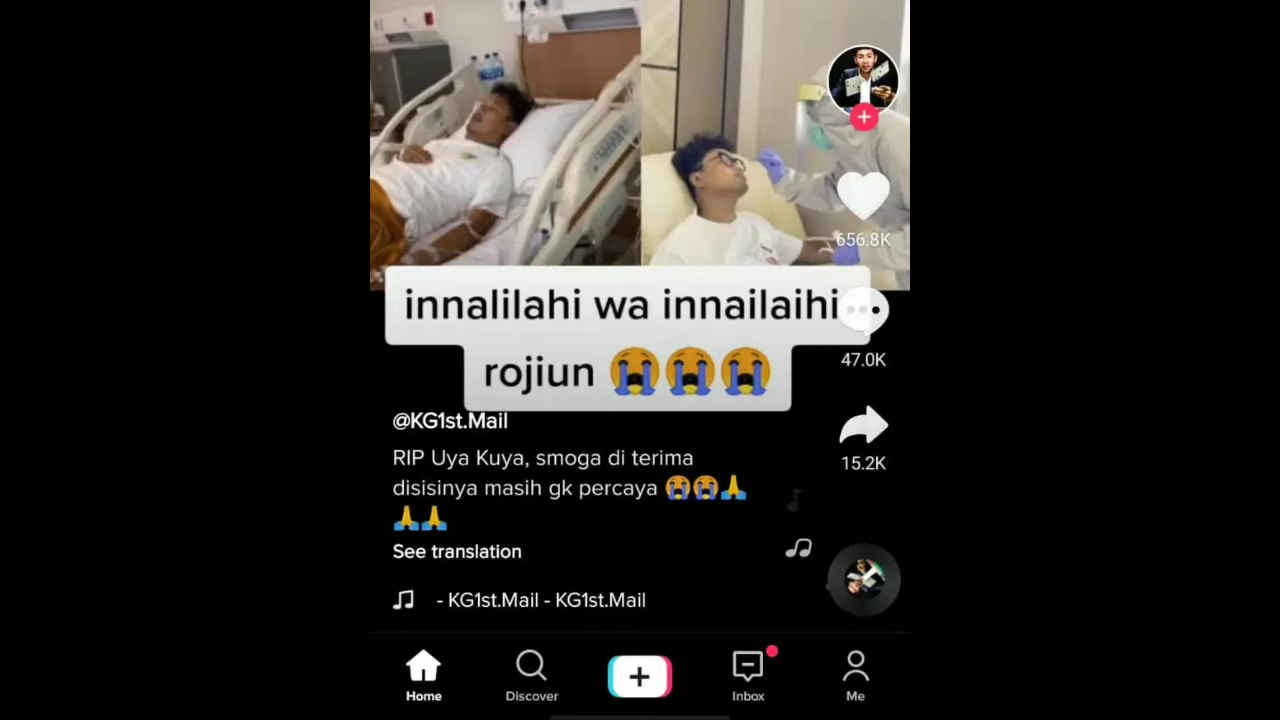 656.8K
innalilahi wa innailaihi
rojiun 😭😭😭
47.0K
@KG1st.Mail
RIP Uya Kuya, smoga di terima
disisinya masih gk percaya 😭😭🙏
🙏🙏
15.2K
See translation
- KG1st.Mail - KG1st.Mail
Home
Discover
Inbox
Me